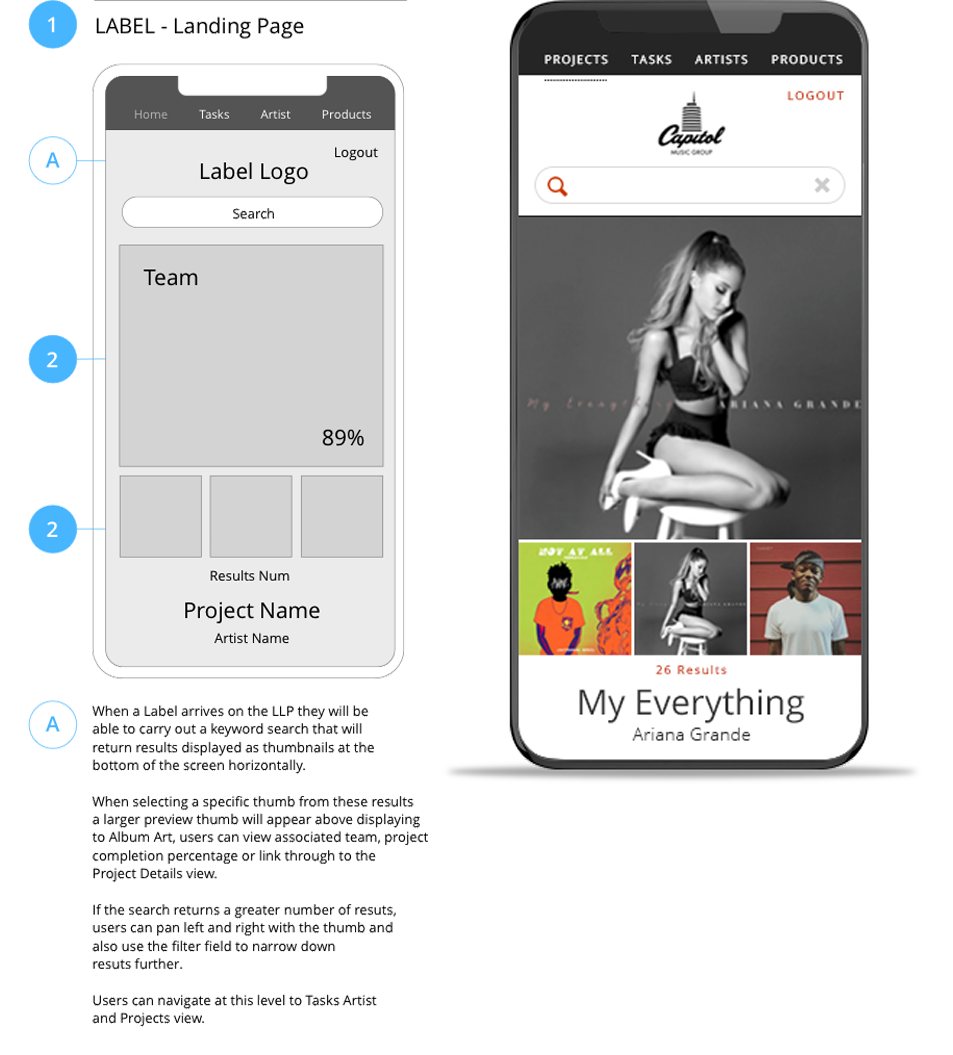 1
LABEL - Landing Page
Home Tasks Artist Products
A
Logout
Label Logo
Search
Team
2
89%
2
Results Num
Project Name
Artist Name
A
When a Label arrives on the LLP they will be
able to carry out a keyword search that will
return results displayed as thumbnails at the
bottom of the screen horizontally.
When selecting a specific thumb from these results
a larger preview thumb will appear above displaying
to Album Art, users can view associated team, project
completion percentage or link through to the
Project Details view.
If the search returns a greater number of resuts,
users can pan left and right with the thumb and
also use the filter field to narrow down
resuts further.
Users can navigate at this level to Tasks Artist
and Projects view.
PROJECTS TASKS ARTISTS PRODUCTS
LOGOUT
Capitol
MUSIC GROUP
My Everything ARIANA GRANDE
NOT AT ALL
26 Results
My Everything
Ariana Grande